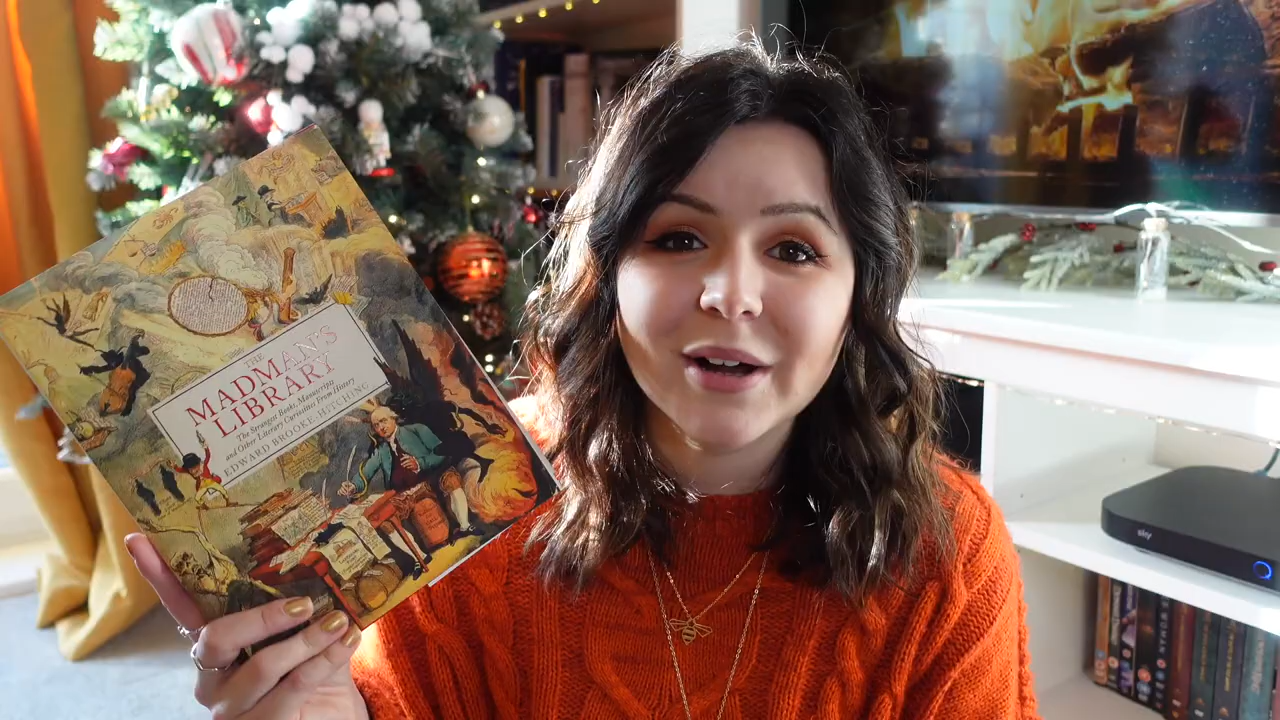 THE
MADMAN'S
LIBRARY
The Strangest Books, Manuscripts
and Other Literary Curiosities From History
EDWARD BROOKE-HITCHING
sky